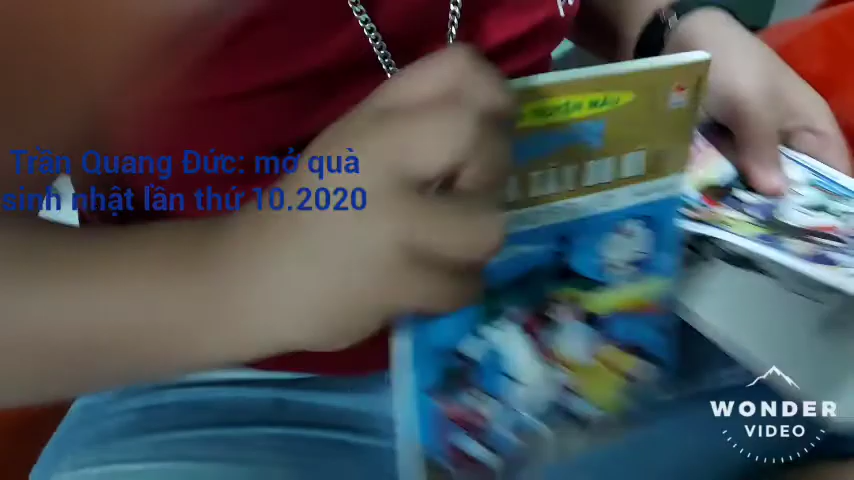 Trần Quang Đức: mở quà
sinh nhật lần thứ 10.2020
WONDER
VIDEO